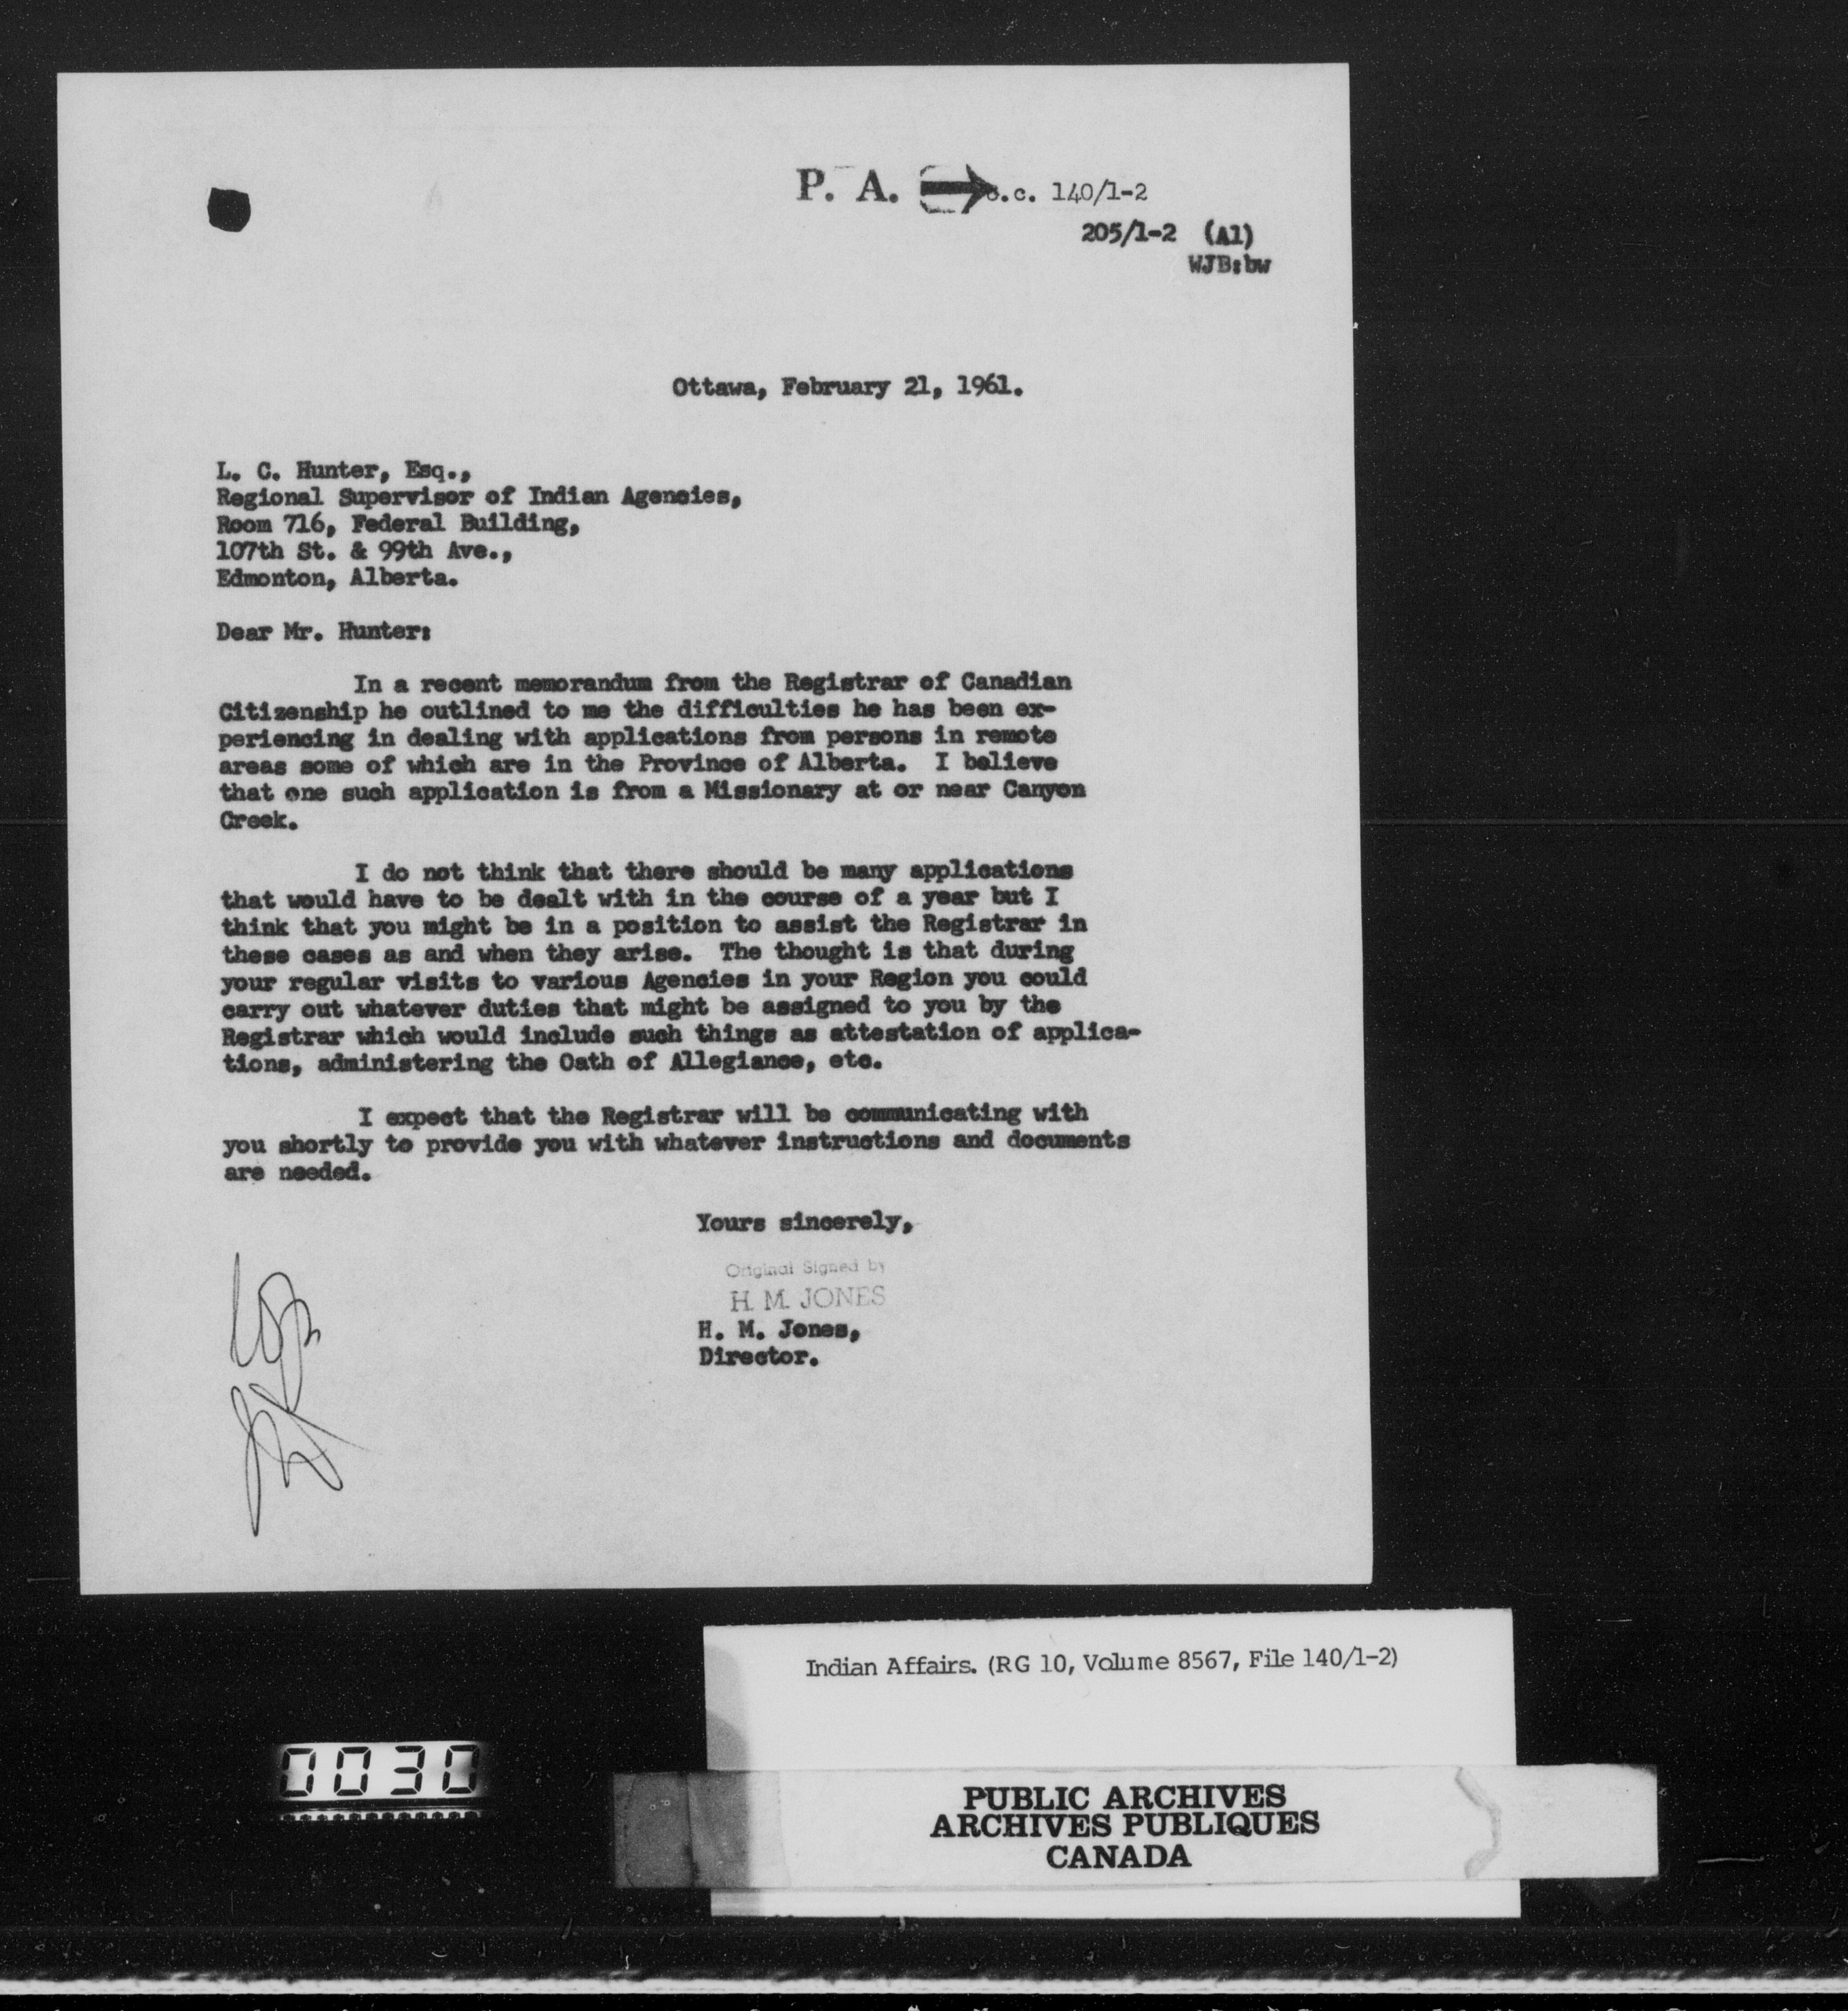 P. A.
.c. 140/1-2
205/1-2 (A1)
WJB:bw
Ottawa, February 21, 1961.
L. C. Hunter, Esq.,
Regional Supervisor of Indian Agencies,
Room 716, Federal Building,
107th St. & 99th Ave.,
Edmonton, Alberta.
Dear Mr. Hunter:
In a recent memorandum from the Registrar of Canadian
Citizenship he outlined to me the difficulties he has been ex-
periencing in dealing with applications from persons in remote
areas some of which are in the Province of Alberta. I believe
that one such application is from a Missionary at or near Canyon
Creek.
I do not think that there should be many applications
that would have to be dealt with in the course of a year but I
think that you might be in a position to assist the Registrar in
these cases as and when they arise. The thought is that during
your regular visits to various Agencies in your Region you could
carry out whatever duties that might be assigned to you by the
Registrar which would include such things as attestation of applica-
tions, administering the Oath of Allegiance, etc.
I expect that the Registrar will be communicating with
you shortly to provide you with whatever instructions and documents
are needed.
Yours sincerely,
Original Signed by
H. M. JONES
H. M. Jones,
Director.
Indian Affairs. (RG 10, Volume 8567, File 140/1-2)
0030
PUBLIC ARCHIVES
ARCHIVES PUBLIQUES
CANADA